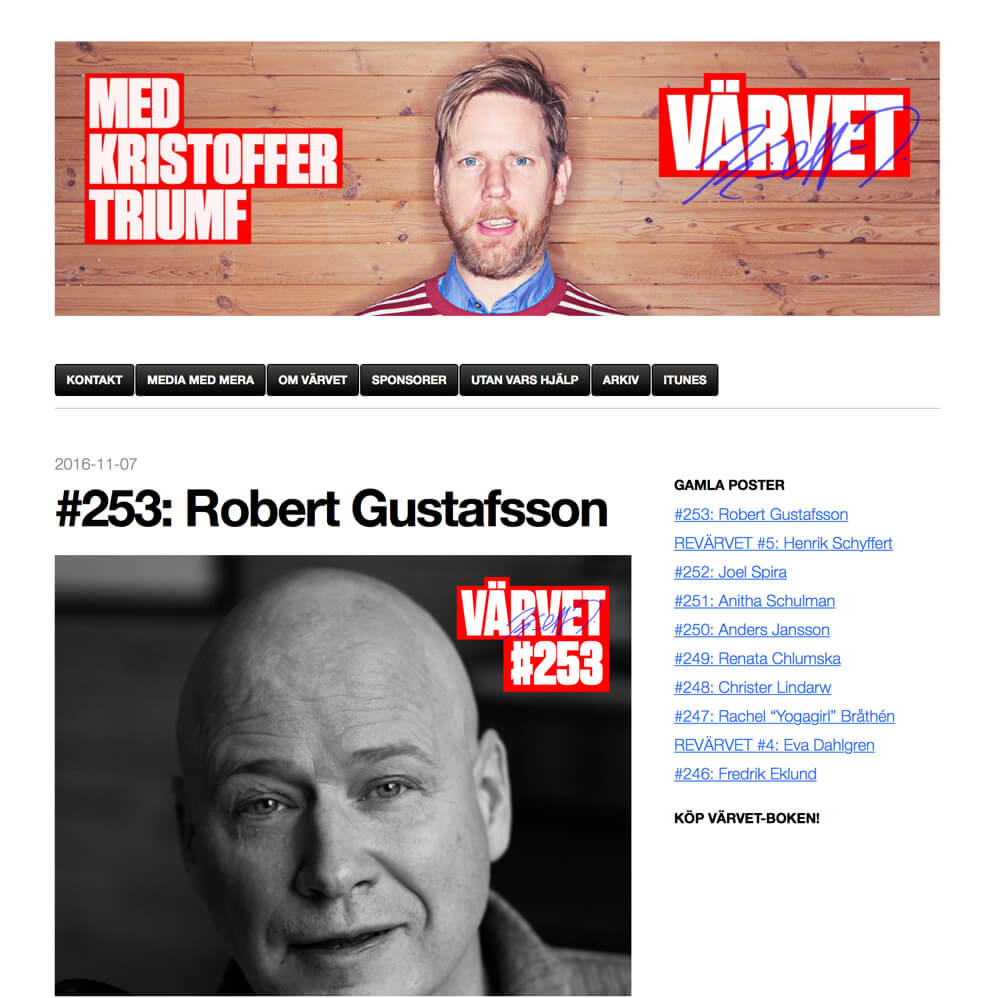 MED
KRISTOFFER
TRIUMF
VÄRVET
KONTAKT
MEDIA MED MERA
OM VÄRVET
SPONSORER
UTAN VARS HJÄLP
ARKIV
ITUNES
2016-11-07
#253: Robert Gustafsson
VÄRVET
#253
GAMLA POSTER
#253: Robert Gustafsson
REVÄRVET #5: Henrik Schyffert
#252: Joel Spira
#251: Anitha Schulman
#250: Anders Jansson
#249: Renata Chlumska
#248: Christer Lindarw
#247: Rachel “Yogagirl” Bråthén
REVÄRVET #4: Eva Dahlgren
#246: Fredrik Eklund
KÖP VÄRVET-BOKEN!